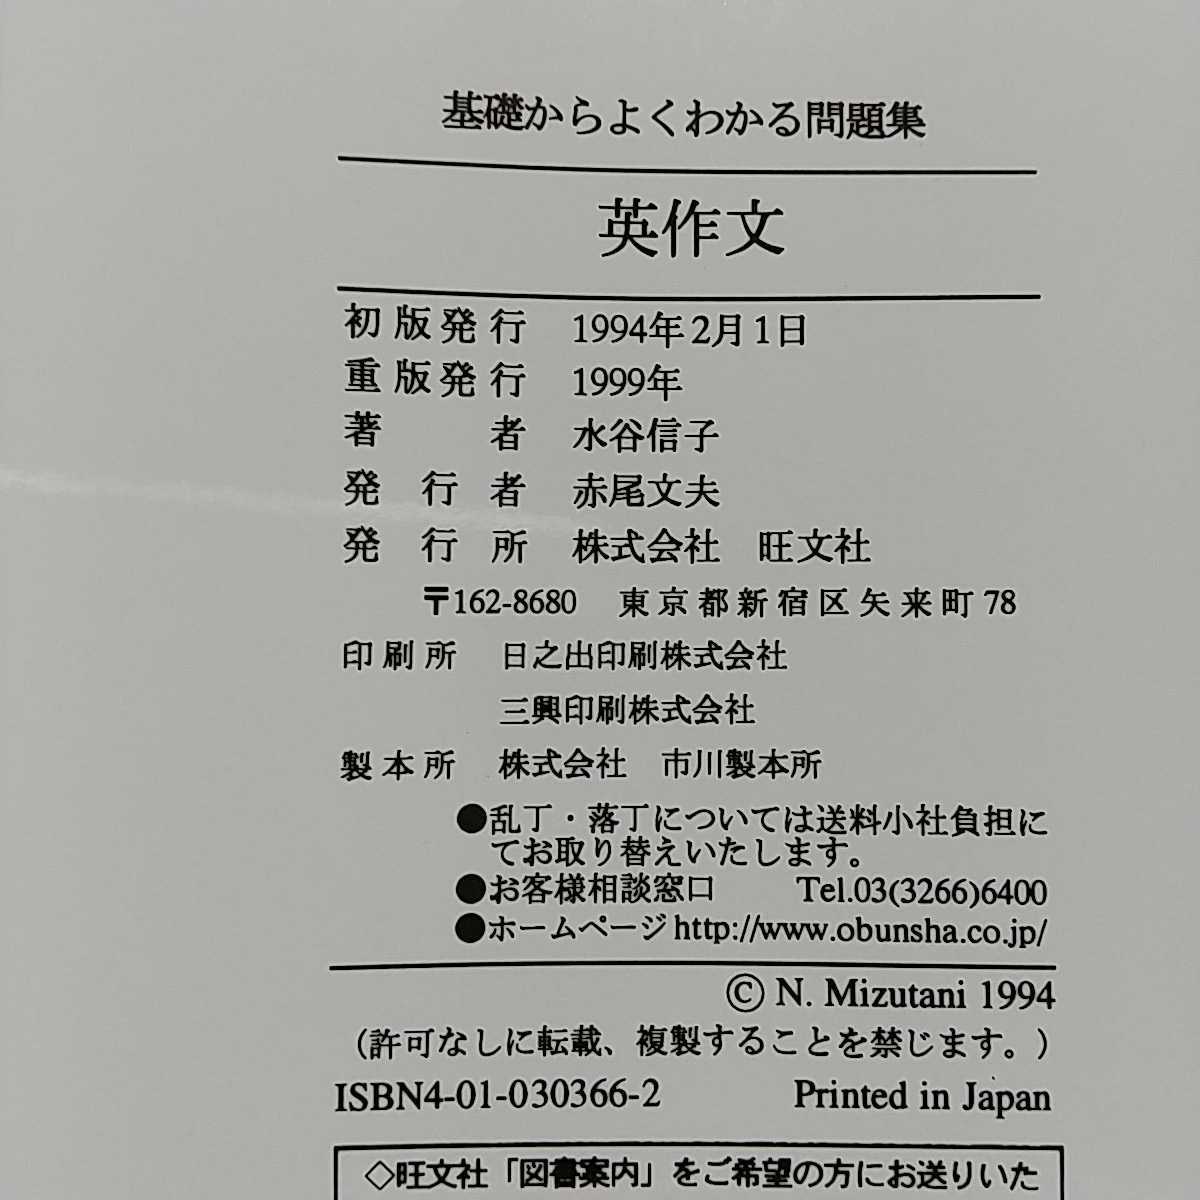 基礎からよくわかる問題集
英作文
初版発行 1994年2月1日
重版発行 1999年
著者 水谷信子
発行者 赤尾文夫
発行所 株式会社 旺文社
〒162-8680 東京都新宿区矢来町78
印刷所 日之出印刷株式会社
三興印刷株式会社
製本所 株式会社 市川製本所
●乱丁・落丁については送料小社負担に
てお取り替えいたします。
●お客様相談窓口 Tel.03(3266)6400
●ホームページhttp://www.obunsha.co.jp/
© N. Mizutani 1994
（許可なしに転載、複製することを禁じます。）
ISBN4-01-030366-2 Printed in Japan
◇旺文社「図書案内」をご希望の方にお送りいた